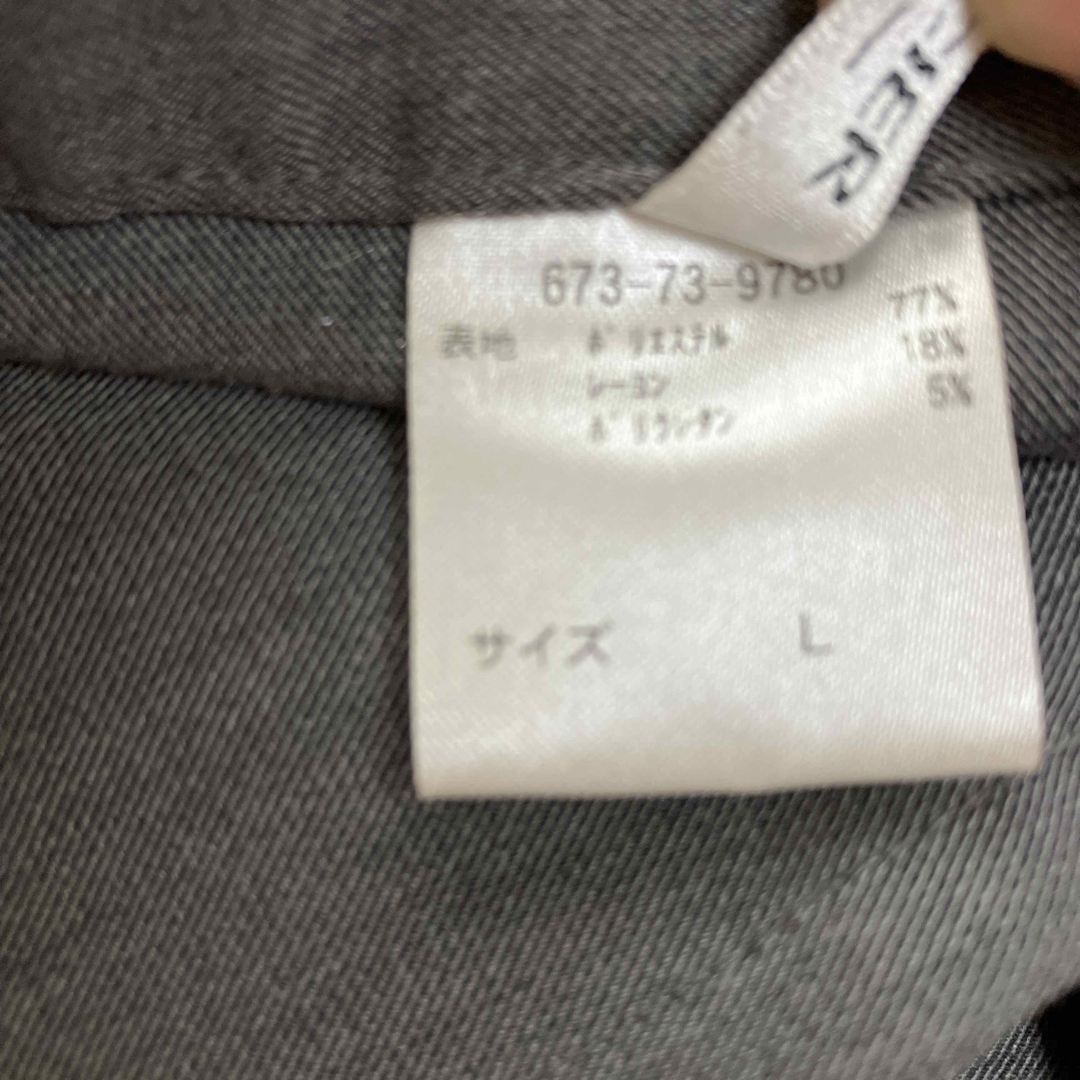 BER
673-73-9780
表地 ポリエステル 77%
レーヨン 18%
ポリウレタン 5%
サイズ L